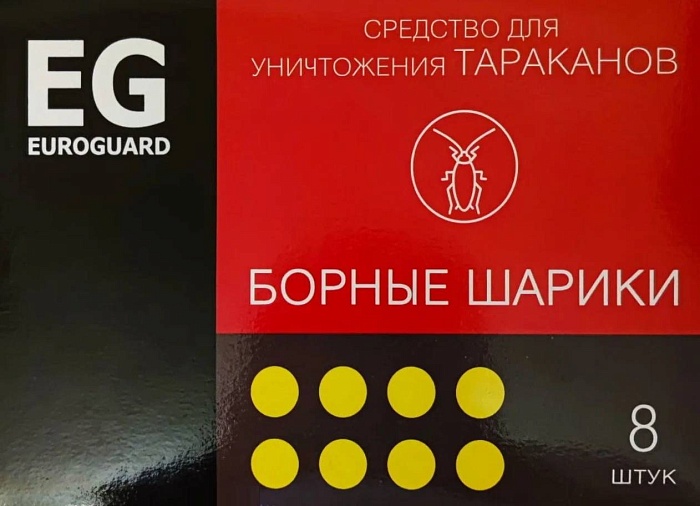 EG
EUROGUARD
СРЕДСТВО ДЛЯ
УНИЧТОЖЕНИЯ ТАРАКАНОВ
БОРНЫЕ ШАРИКИ
8
ШТУК